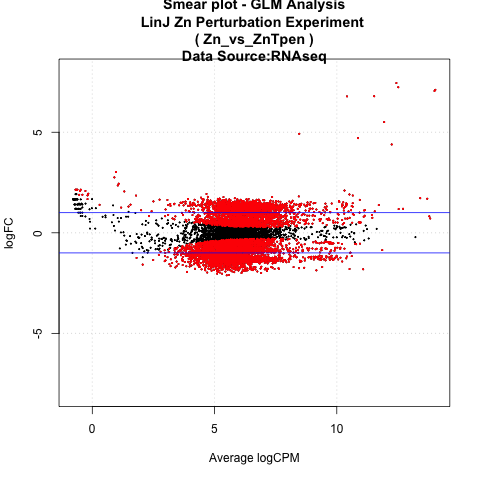 Smear plot - GLM Analysis
LinJ Zn Perturbation Experiment
( Zn_vs_ZnTpen )
Data Source:RNAseq
logFC
5
0
-5
0 5 10
Average logCPM